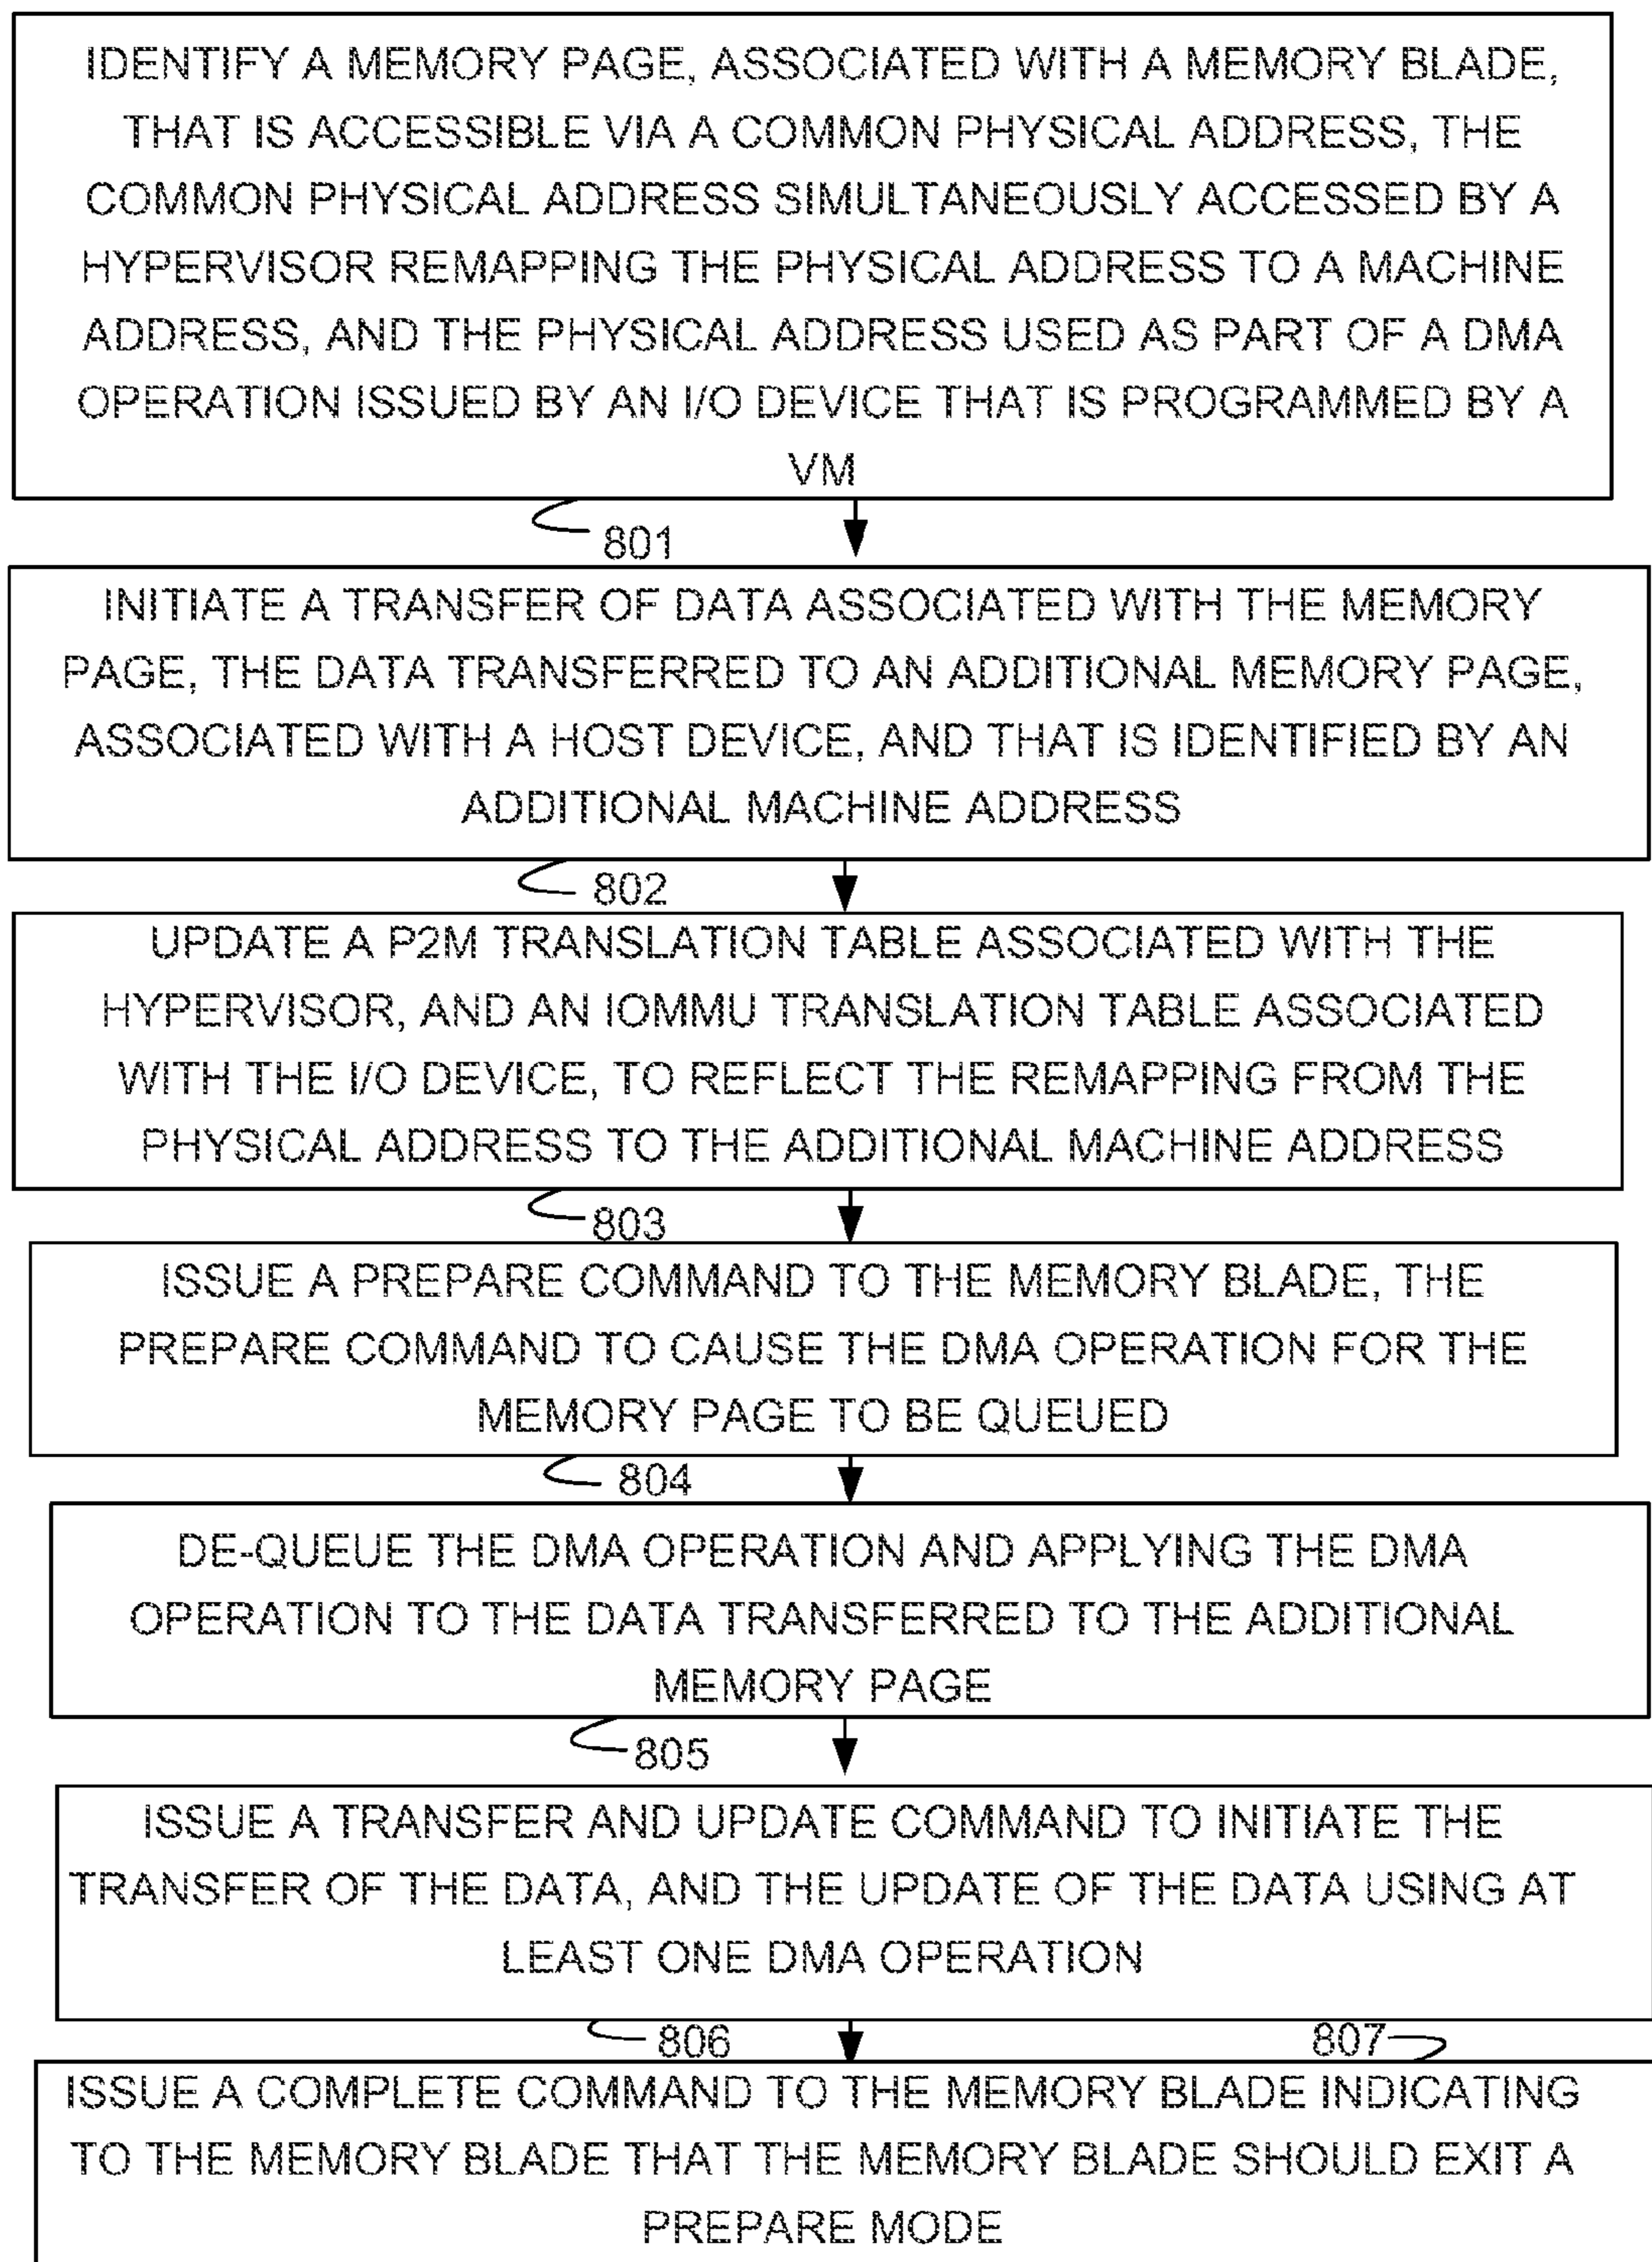 IDENTIFY A MEMORY PAGE, ASSOCIATED WITH A MEMORY BLADE,
THAT IS ACCESSIBLE VIA A COMMON PHYSICAL ADDRESS, THE
COMMON PHYSICAL ADDRESS SIMULTANEOUSLY ACCESSED BY A
HYPERVISOR REMAPPING THE PHYSICAL ADDRESS TO A MACHINE
ADDRESS, AND THE PHYSICAL ADDRESS USED AS PART OF A DMA
OPERATION ISSUED BY AN I/O DEVICE THAT IS PROGRAMMED BY A
VM
801
INITIATE A TRANSFER OF DATA ASSOCIATED WITH THE MEMORY
PAGE, THE DATA TRANSFERRED TO AN ADDITIONAL MEMORY PAGE,
ASSOCIATED WITH A HOST DEVICE, AND THAT IS IDENTIFIED BY AN
ADDITIONAL MACHINE ADDRESS
802
UPDATE A P2M TRANSLATION TABLE ASSOCIATED WITH THE
HYPERVISOR, AND AN IOMMU TRANSLATION TABLE ASSOCIATED
WITH THE I/O DEVICE, TO REFLECT THE REMAPPING FROM THE
PHYSICAL ADDRESS TO THE ADDITIONAL MACHINE ADDRESS
803
ISSUE A PREPARE COMMAND TO THE MEMORY BLADE, THE
PREPARE COMMAND TO CAUSE THE DMA OPERATION FOR THE
MEMORY PAGE TO BE QUEUED
804
DE-QUEUE THE DMA OPERATION AND APPLYING THE DMA
OPERATION TO THE DATA TRANSFERRED TO THE ADDITIONAL
MEMORY PAGE
805
ISSUE A TRANSFER AND UPDATE COMMAND TO INITIATE THE
TRANSFER OF THE DATA, AND THE UPDATE OF THE DATA USING AT
LEAST ONE DMA OPERATION
806
807
ISSUE A COMPLETE COMMAND TO THE MEMORY BLADE INDICATING
TO THE MEMORY BLADE THAT THE MEMORY BLADE SHOULD EXIT A
PREPARE MODE